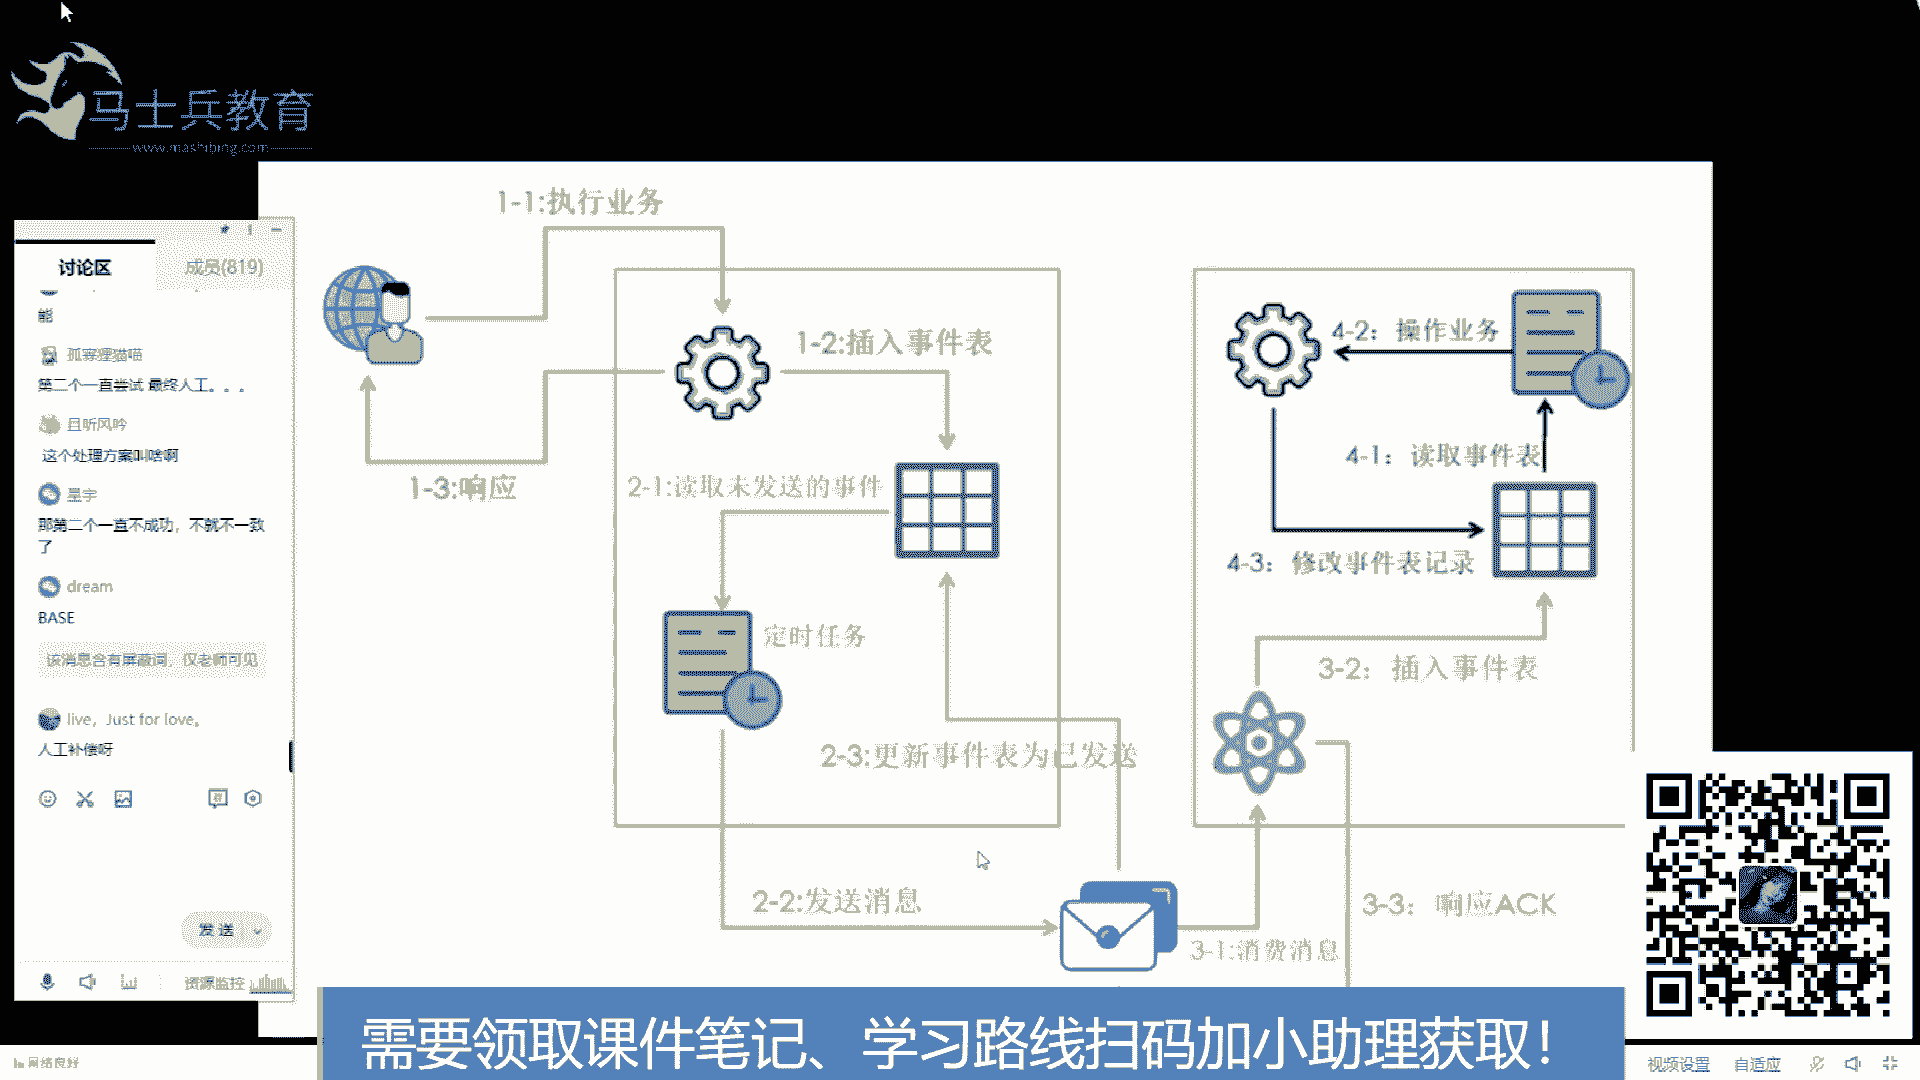 马士兵教育
www.mashibing.com
讨论区
成员(819)
能
孤寡狸猫喵
第二个一直尝试 最终人工。。。
且听风吟
这个处理方案叫啥啊
星宇
那第二个一直不成功，不就不一致
了
dream
BASE
该消息含有屏蔽词，仅老师可见
live，Just for love。
人工补偿呀
发 送
资源监控
网络良好
1-1:执行业务
1-2:插入事件表
1-3:响应
2-1:读取未发送的事件
定时任务
2-3:更新事件表为已发送
2-2:发送消息
4-2：操作业务
4-1：读取事件表
4-3：修改事件表记录
3-2：插入事件表
3-3：响应ACK
3-1:消费消息
需要领取课件笔记、学习路线扫码加小助理获取！
视频设置
自适应